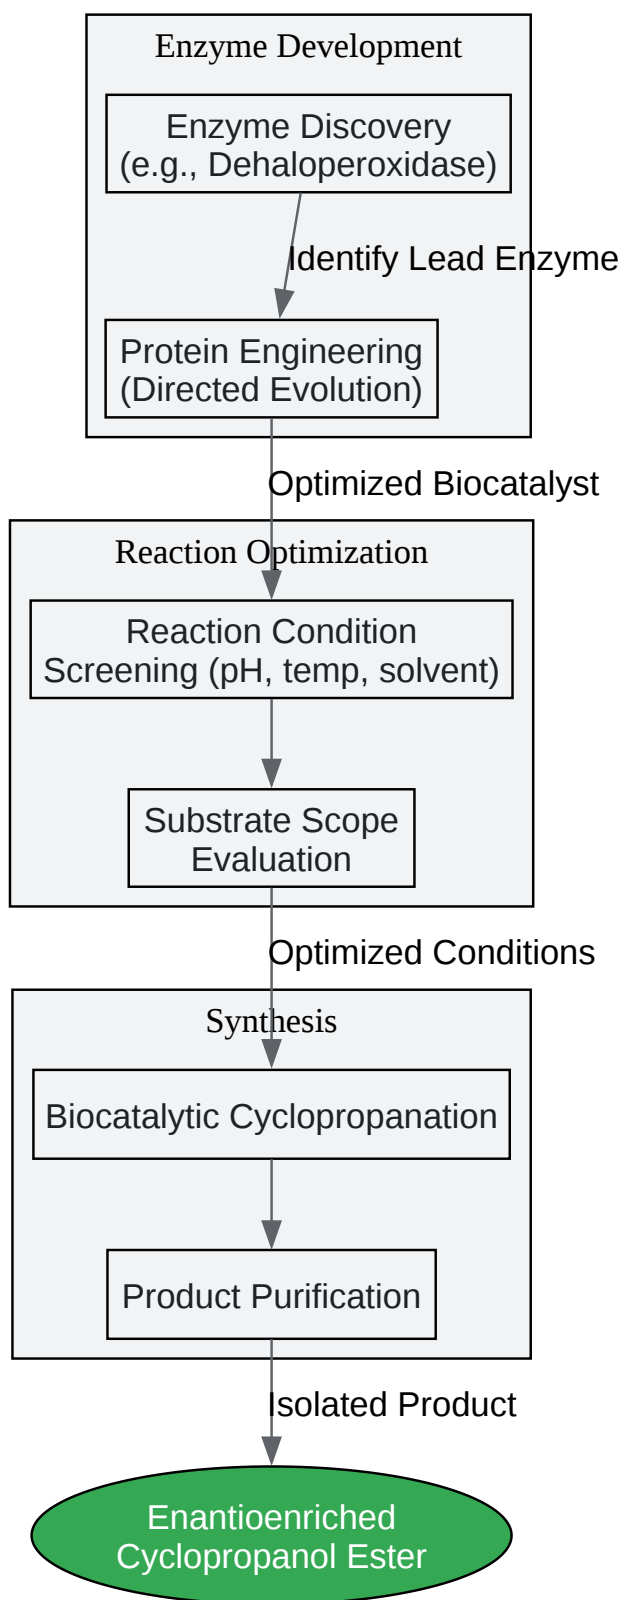 Enzyme Development
Enzyme Discovery
(e.g., Dehaloperoxidase)
Identify Lead Enzyme
Protein Engineering
(Directed Evolution)
Optimized Biocatalyst
Reaction Optimization
Reaction Condition
Screening (pH, temp, solvent)
Substrate Scope
Evaluation
Optimized Conditions
Synthesis
Biocatalytic Cyclopropanation
Product Purification
Isolated Product
Enantioenriched
Cyclopropanol Ester